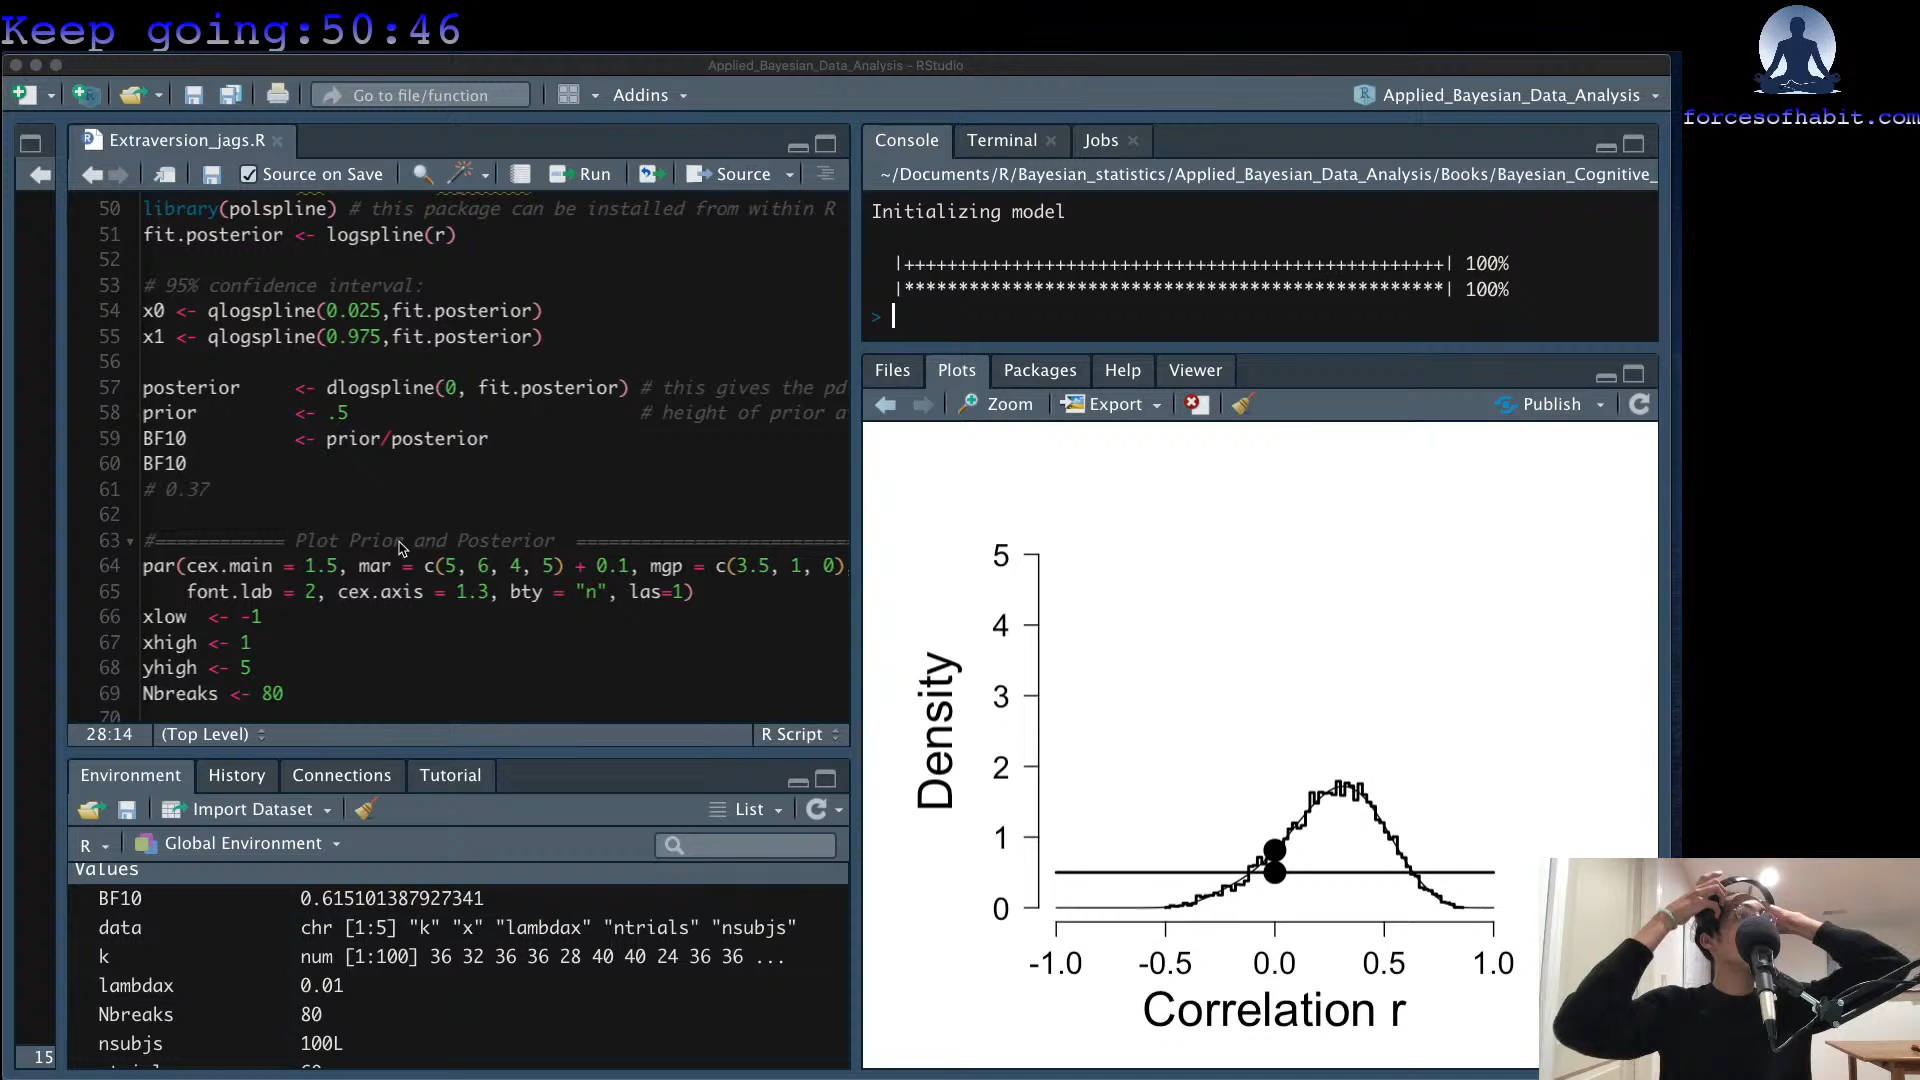 Keep going:50:46
forcesofhabit.com
Applied_Bayesian_Data_Analysis - RStudio
Go to file/function
Addins
Applied_Bayesian_Data_Analysis
Extraversion_jags.R
Source on Save
Run
Source
50 library(polspline) # this package can be installed from within R
51 fit.posterior <- logspline(r)
52
53 # 95% confidence interval:
54 x0 <- qlogspline(0.025,fit.posterior)
55 x1 <- qlogspline(0.975,fit.posterior)
56
57 posterior <- dlogspline(0, fit.posterior) # this gives the pd
58 prior <- .5 # height of prior a
59 BF10 <- prior/posterior
60 BF10
61 # 0.37
62
63 #============ Plot Prior and Posterior =========================
64 par(cex.main = 1.5, mar = c(5, 6, 4, 5) + 0.1, mgp = c(3.5, 1, 0),
65 font.lab = 2, cex.axis = 1.3, bty = "n", las=1)
66 xlow <- -1
67 xhigh <- 1
68 yhigh <- 5
69 Nbreaks <- 80
70
28:14 (Top Level) R Script
Environment History Connections Tutorial
Import Dataset List
R Global Environment
Values
BF10 0.615101387927341
data chr [1:5] "k" "x" "lambdax" "ntrials" "nsubjs"
k num [1:100] 36 32 36 36 28 40 40 24 36 36 ...
lambdax 0.01
Nbreaks 80
nsubjs 100L
15
Console Terminal Jobs
~/Documents/R/Bayesian_statistics/Applied_Bayesian_Data_Analysis/Books/Bayesian_Cognitive_
Initializing model
|++++++++++++++++++++++++++++++++++++++++++++++++++| 100%
|**************************************************| 100%
>
Files Plots Packages Help Viewer
Zoom Export Publish
Density
5
4
3
2
1
0
-1.0 -0.5 0.0 0.5 1.0
Correlation r